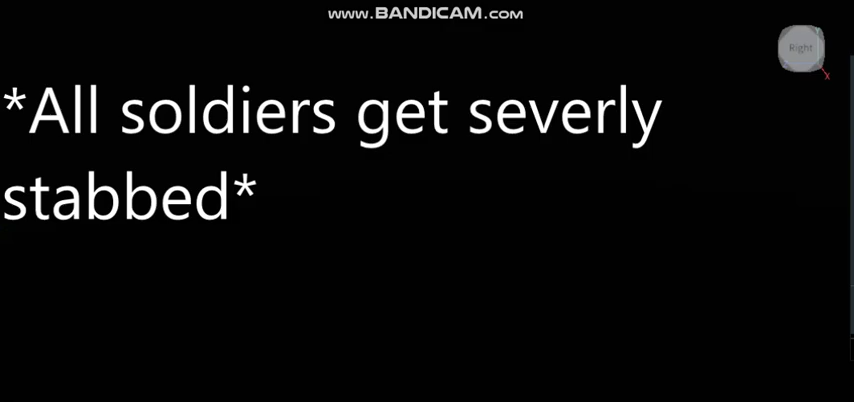 www.BANDICAM.com
Right
X
*All soldiers get severly
stabbed*